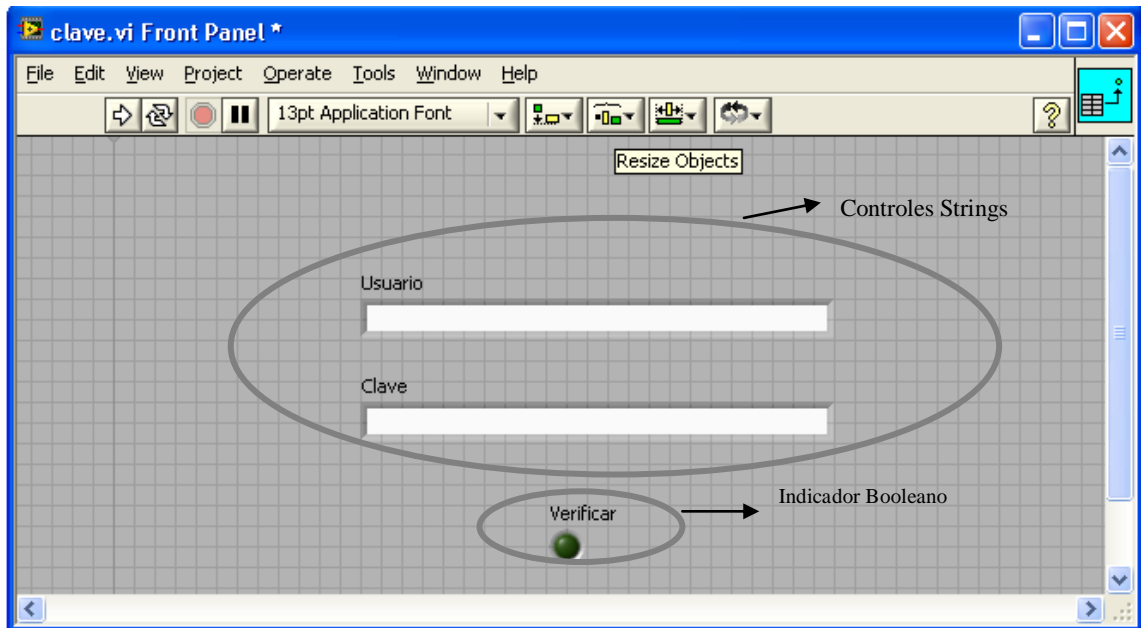 clave.vi Front Panel *
File Edit View Project Operate Tools Window Help
13pt Application Font
?
Resize Objects
Controles Strings
Usuario
Clave
Indicador Booleano
Verificar